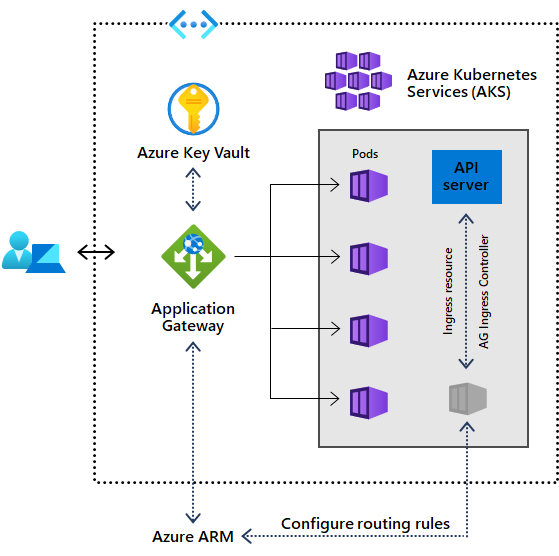 Azure Kubernetes
Services (AKS)
Azure Key Vault
Pods
API
server
Application
Gateway
Ingress resource
AG Ingress Controller
Configure routing rules
Azure ARM